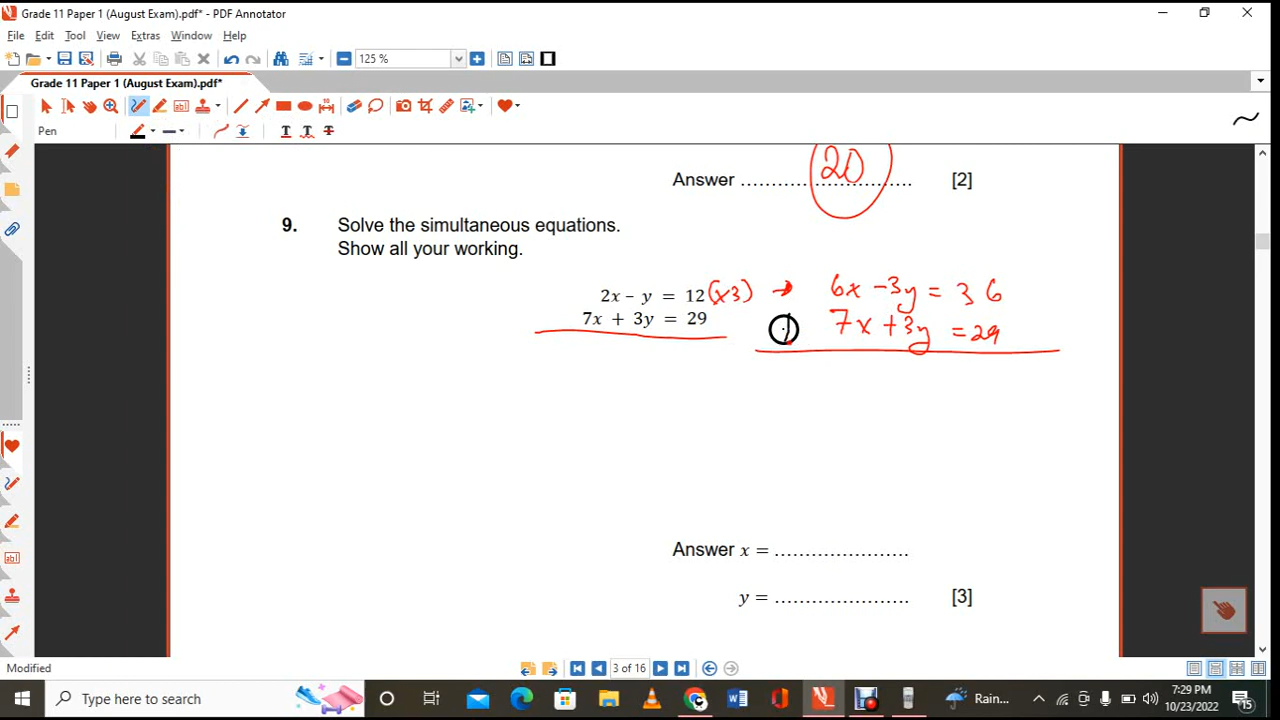 Grade 11 Paper 1 (August Exam).pdf* - PDF Annotator
File Edit Tool View Extras Window Help
125 %
Grade 11 Paper 1 (August Exam).pdf*
Pen
T T T
20
Answer ............................ [2]
9. Solve the simultaneous equations.
Show all your working.
2x - y = 12 (x3) → 6x - 3y = 36
7x + 3y = 29 7x + 3y = 29
Answer x = ......................
y = ...................... [3]
Modified
3 of 16
Type here to search
Rain...
7:29 PM
10/23/2022
15